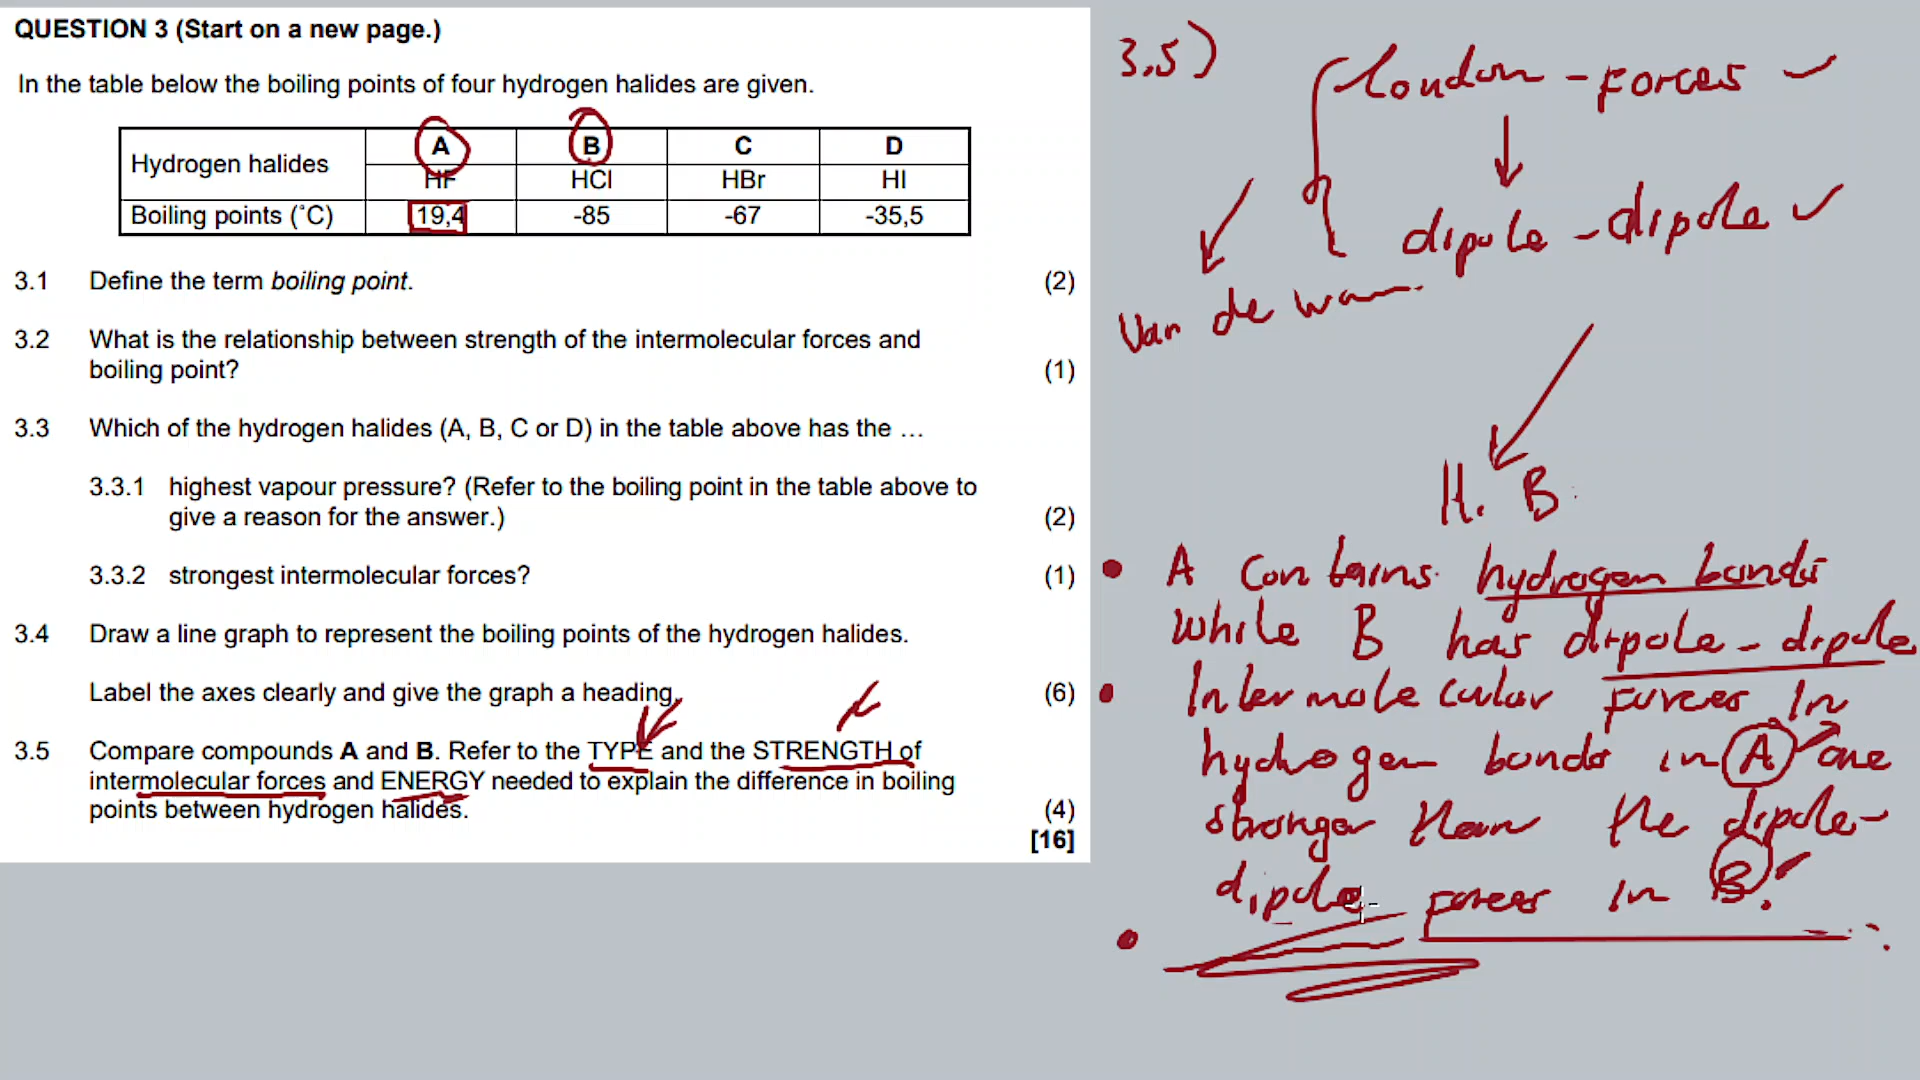 QUESTION 3 (Start on a new page.)
In the table below the boiling points of four hydrogen halides are given.
Hydrogen halides A B C D
HF HCl HBr HI
Boiling points (˚C) 19,4 -85 -67 -35,5
3.1 Define the term boiling point. (2)
3.2 What is the relationship between strength of the intermolecular forces and
boiling point? (1)
3.3 Which of the hydrogen halides (A, B, C or D) in the table above has the …
3.3.1 highest vapour pressure? (Refer to the boiling point in the table above to
give a reason for the answer.) (2)
3.3.2 strongest intermolecular forces? (1)
3.4 Draw a line graph to represent the boiling points of the hydrogen halides.
Label the axes clearly and give the graph a heading. (6)
3.5 Compare compounds A and B. Refer to the TYPE and the STRENGTH of
intermolecular forces and ENERGY needed to explain the difference in boiling
points between hydrogen halides. (4)
[16]
3.5)
london - forces
dipole - dipole
Van de
H. B
• A contains hydrogen bonds
while B has dipole - dipole
• Intermolecular forces in
hydrogen bonds in A are
stronger than the dipole-
dipole forces in B.
•